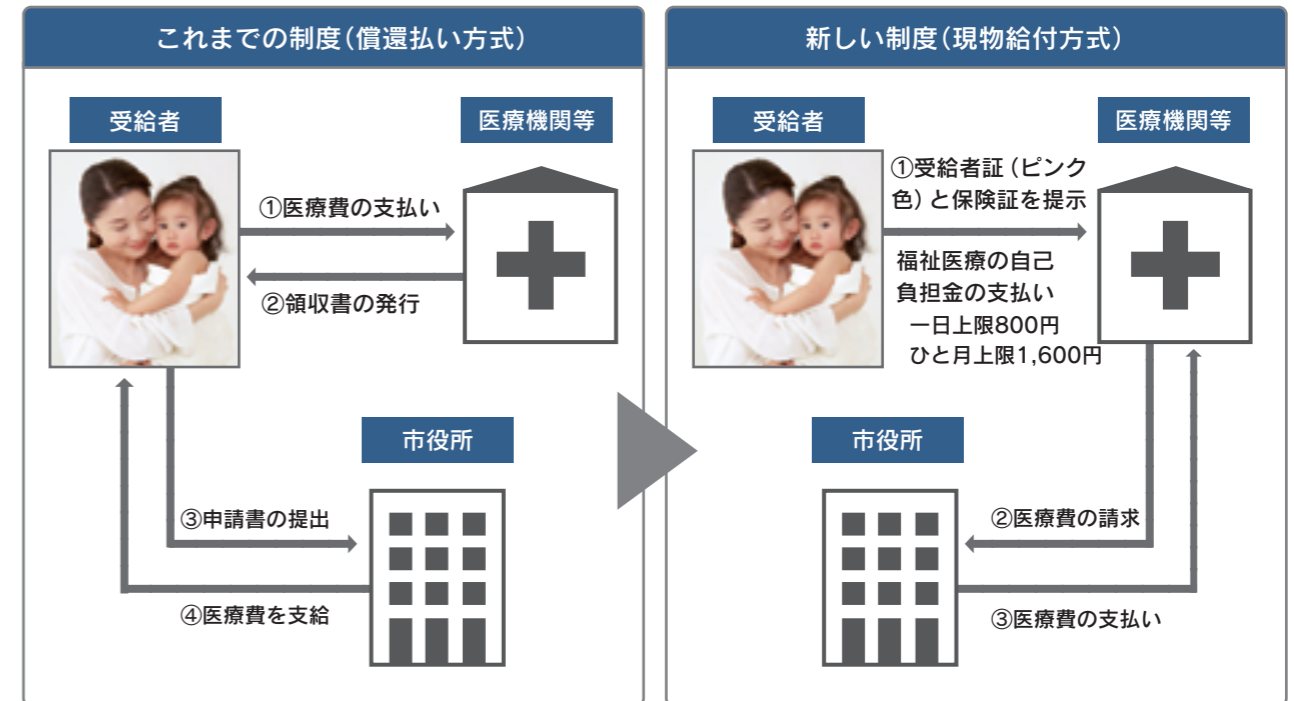 これまでの制度(償還払い方式)
受給者
医療機関等
①医療費の支払い
②領収書の発行
市役所
③申請書の提出
④医療費を支給
新しい制度(現物給付方式)
受給者
医療機関等
①受給者証(ピンク
色)と保険証を提示
福祉医療の自己
負担金の支払い
一日上限800円
ひと月上限1,600円
市役所
②医療費の請求
③医療費の支払い